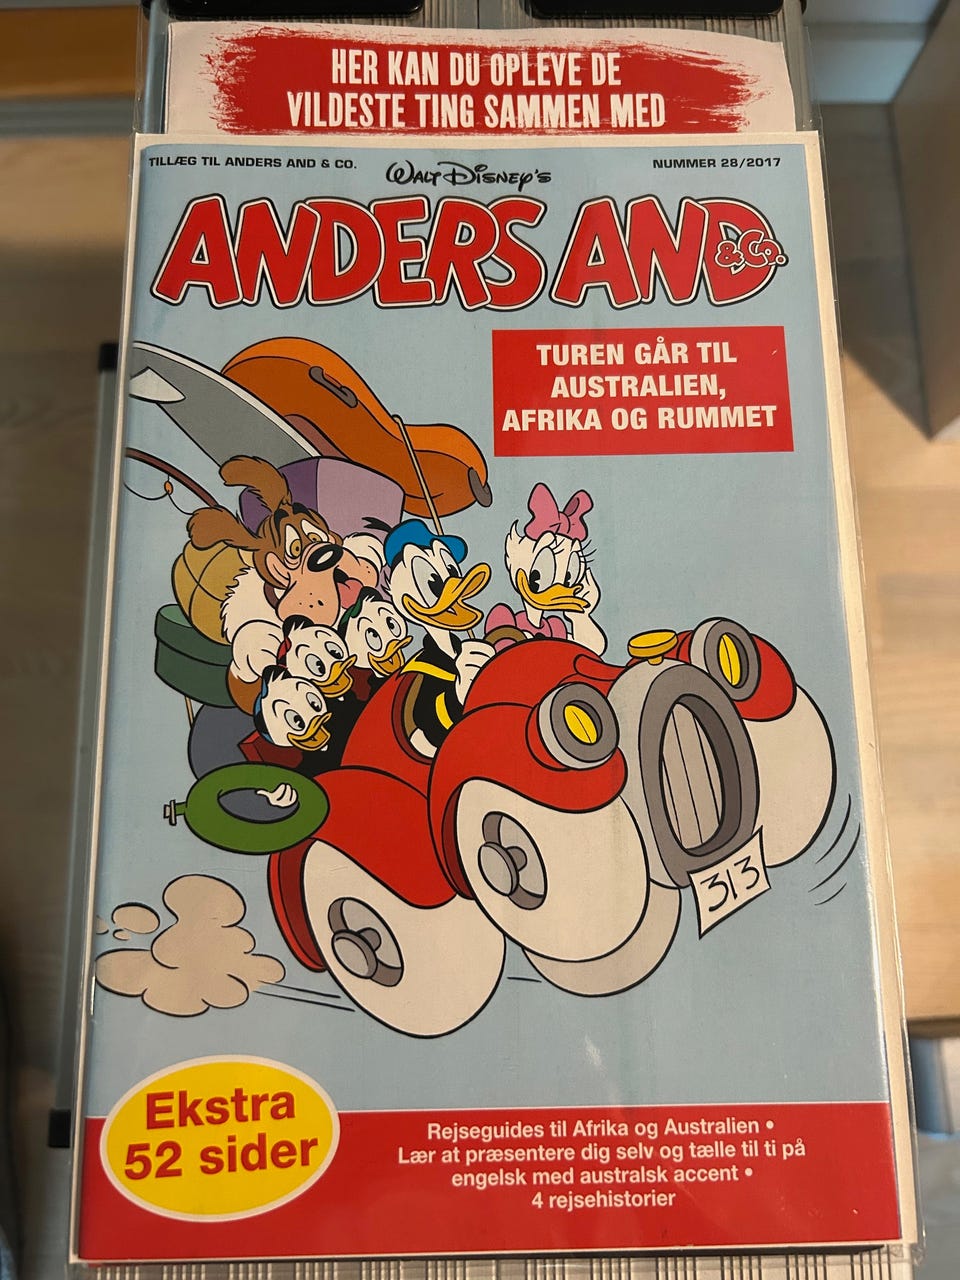 HER KAN DU OPLEVE DE
VILDESTE TING SAMMEN MED
TILLÆG TIL ANDERS AND & CO.
WALT DISNEY'S
NUMMER 28/2017
ANDERS AND
& Co.
TUREN GÅR TIL
AUSTRALIEN,
AFRIKA OG RUMMET
313
Ekstra
52 sider
Rejseguides til Afrika og Australien •
Lær at præsentere dig selv og tælle til ti på
engelsk med australsk accent •
4 rejsehistorier